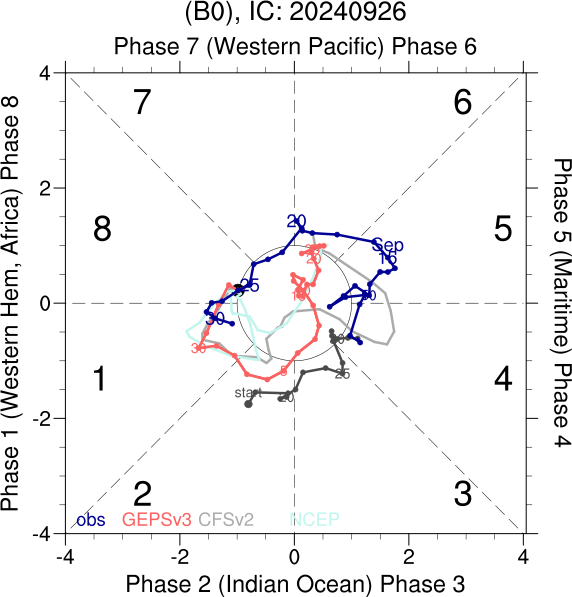 (B0), IC: 20240926
Phase 7 (Western Pacific) Phase 6
Phase 1 (Western Hem, Africa) Phase 8
Phase 5 (Maritime) Phase 4
4
2
0
-2
-4
7
6
8
5
1
4
2
3
20
Sep
15
25
30
30
5
start
20
25
obs
GEPSv3
CFSv2
NCEP
-4
-2
0
2
4
Phase 2 (Indian Ocean) Phase 3